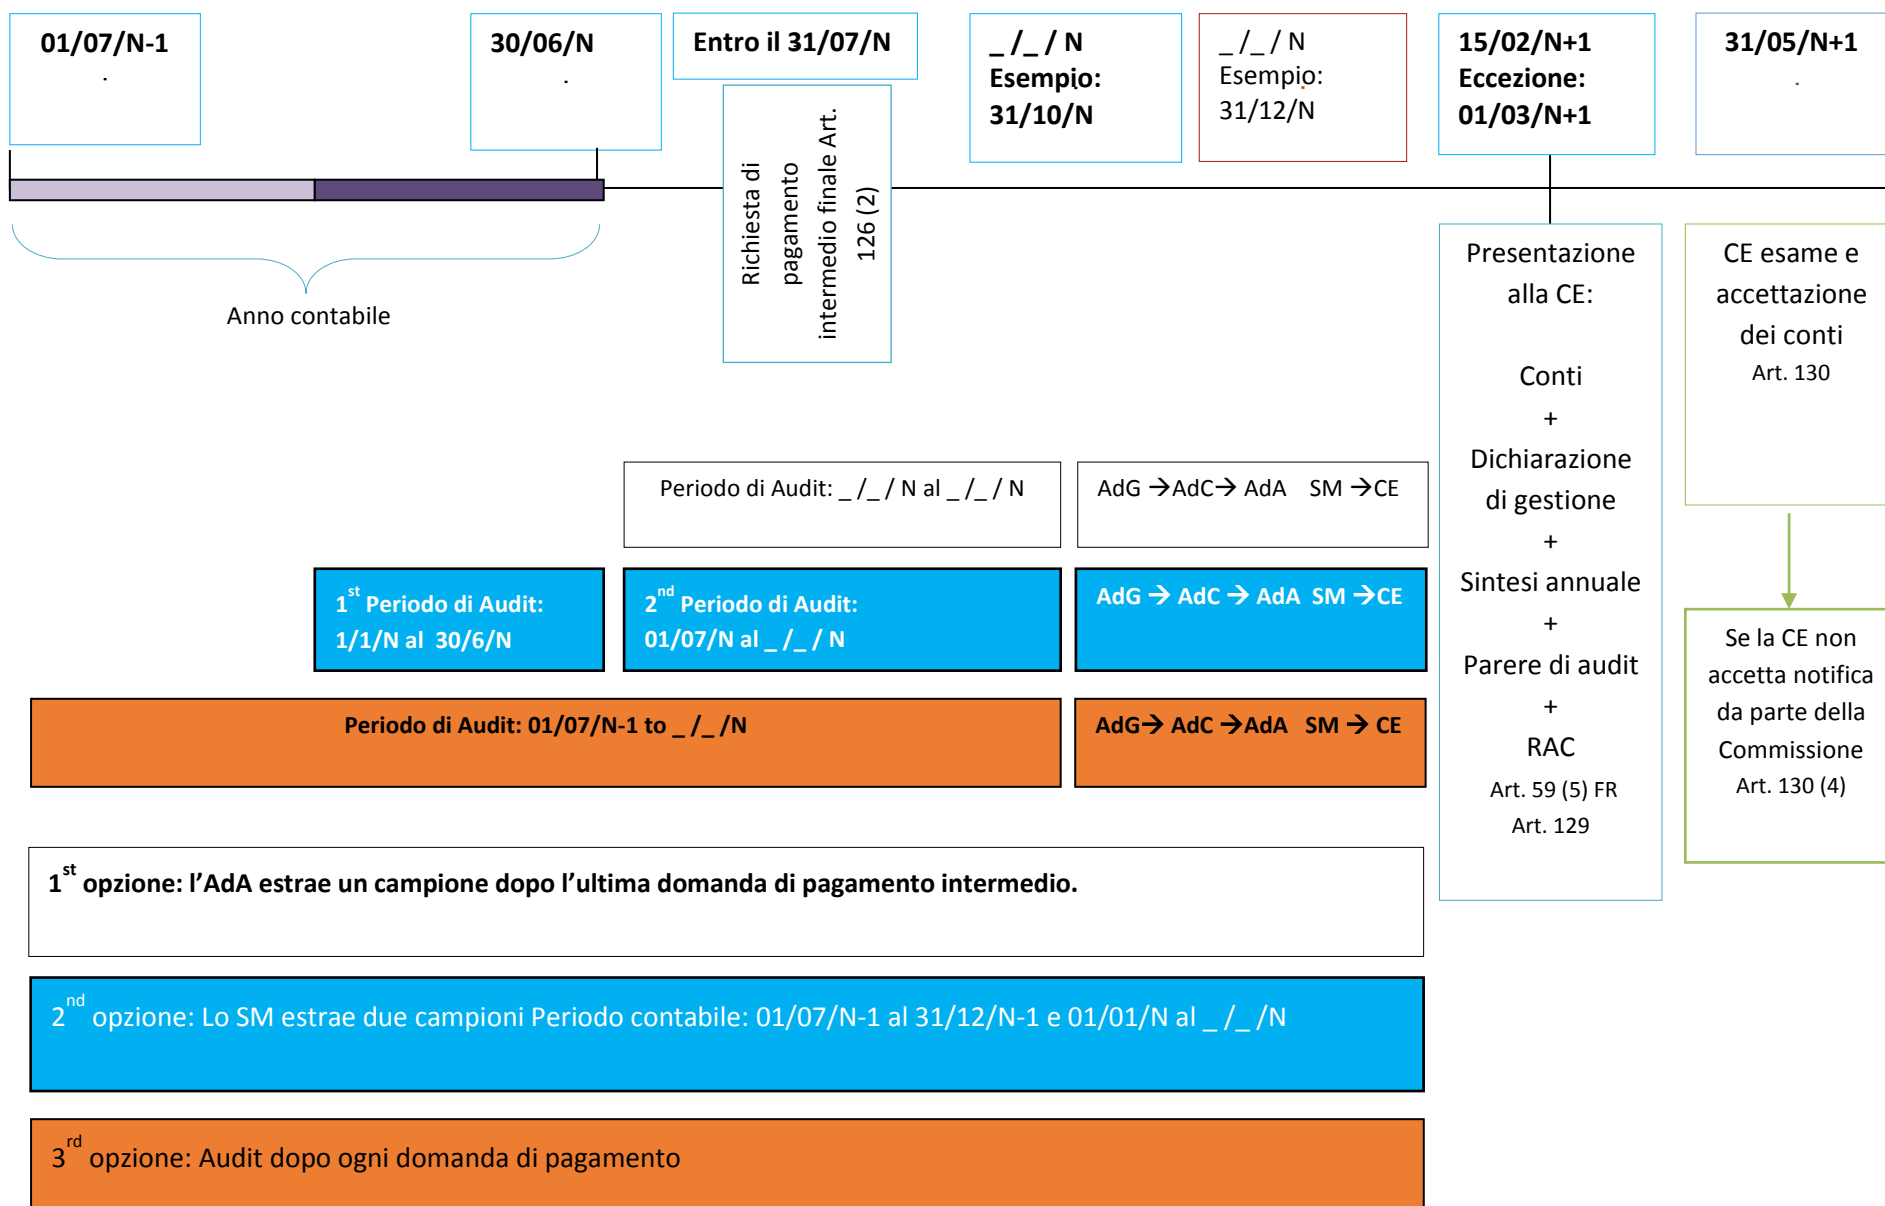 01/07/N-1
30/06/N
Entro il 31/07/N
_ /_ / N
Esempio:
31/10/N
_ /_ / N
Esempio:
31/12/N
15/02/N+1
Eccezione:
01/03/N+1
31/05/N+1
Richiesta di
pagamento
intermedio finale Art.
126 (2)
Anno contabile
Presentazione
alla CE:
Conti
+
Dichiarazione
di gestione
+
Sintesi annuale
+
Parere di audit
+
RAC
Art. 59 (5) FR
Art. 129
CE esame e
accettazione
dei conti
Art. 130
Se la CE non
accetta notifica
da parte della
Commissione
Art. 130 (4)
Periodo di Audit: _ /_ / N al _ /_ / N
AdG →AdC→ AdA SM →CE
1st Periodo di Audit:
1/1/N al 30/6/N
2nd Periodo di Audit:
01/07/N al _ /_ / N
AdG → AdC → AdA SM →CE
Periodo di Audit: 01/07/N-1 to _ /_ /N
AdG→ AdC →AdA SM → CE
1st opzione: l’AdA estrae un campione dopo l’ultima domanda di pagamento intermedio.
2nd opzione: Lo SM estrae due campioni Periodo contabile: 01/07/N-1 al 31/12/N-1 e 01/01/N al _ /_ /N
3rd opzione: Audit dopo ogni domanda di pagamento